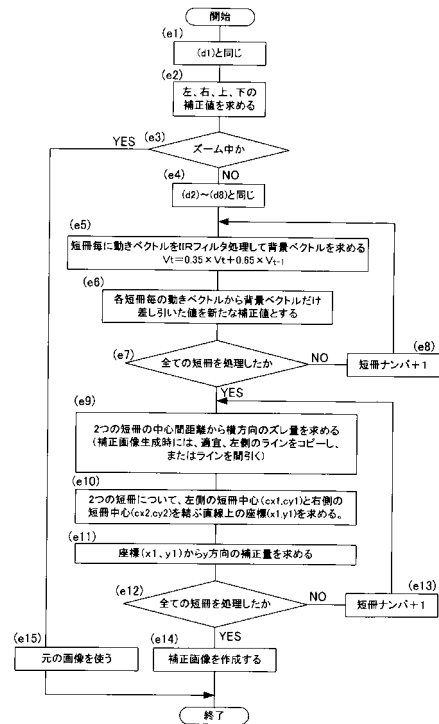 開始
(e1)
(d1)と同じ
(e2)
左、右、上、下の
補正値を求める
YES
(e3)
ズーム中か
NO
(e4)
(d2)～(d8)と同じ
(e5)
短冊毎に動きベクトルをIIRフィルタ処理して背景ベクトルを求める
Vt=0.35×Vt+0.65×Vt-1
(e6)
各短冊毎の動きベクトルから背景ベクトルだけ
差し引いた値を新たな補正値とする
(e7)
全ての短冊を処理したか
NO
(e8)
短冊ナンバ+1
YES
(e9)
2つの短冊の中心間距離から横方向のズレ量を求める
(補正画像生成時には、適宜、左側のラインをコピーし、
またはラインを間引く)
(e10)
2つの短冊について、左側の短冊中心(cx1,cy1)と右側の
短冊中心(cx2,cy2)を結ぶ直線上の座標(x1,y1)を求める。
(e11)
座標(x1、y1)からy方向の補正量を求める
(e12)
全ての短冊を処理したか
NO
(e13)
短冊ナンバ+1
YES
(e15)
元の画像を使う
(e14)
補正画像を作成する
終了